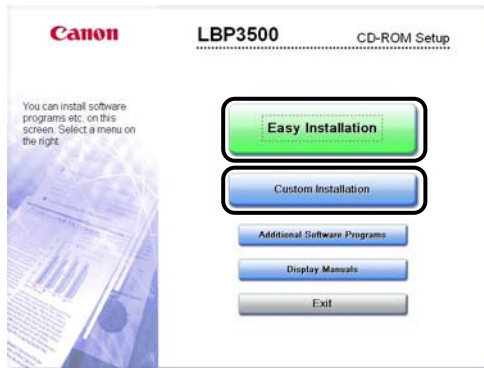 Canon
LBP3500
CD-ROM Setup
You can install software
programs etc. on this
screen. Select a menu on
the right.
Easy Installation
Custom Installation
Additional Software Programs
Display Manuals
Exit